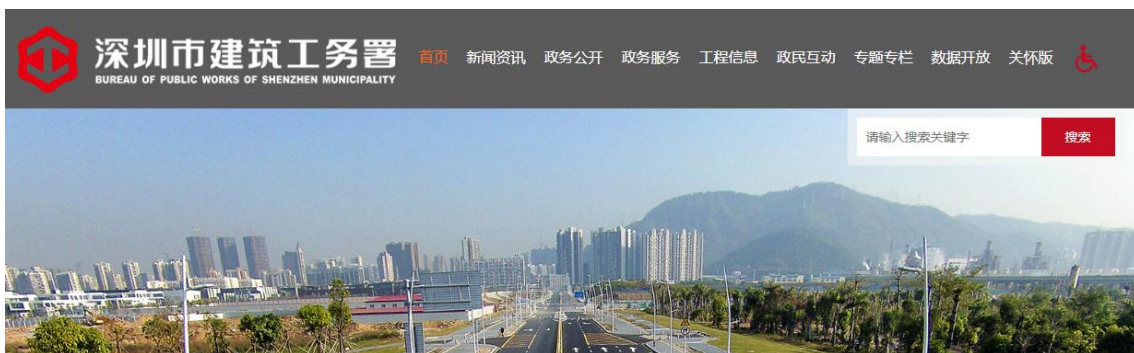 深圳市建筑工务署
BUREAU OF PUBLIC WORKS OF SHENZHEN MUNICIPALITY
首页 新闻资讯 政务公开 政务服务 工程信息 政民互动 专题专栏 数据开放 关怀版
请输入搜索关键字 搜索